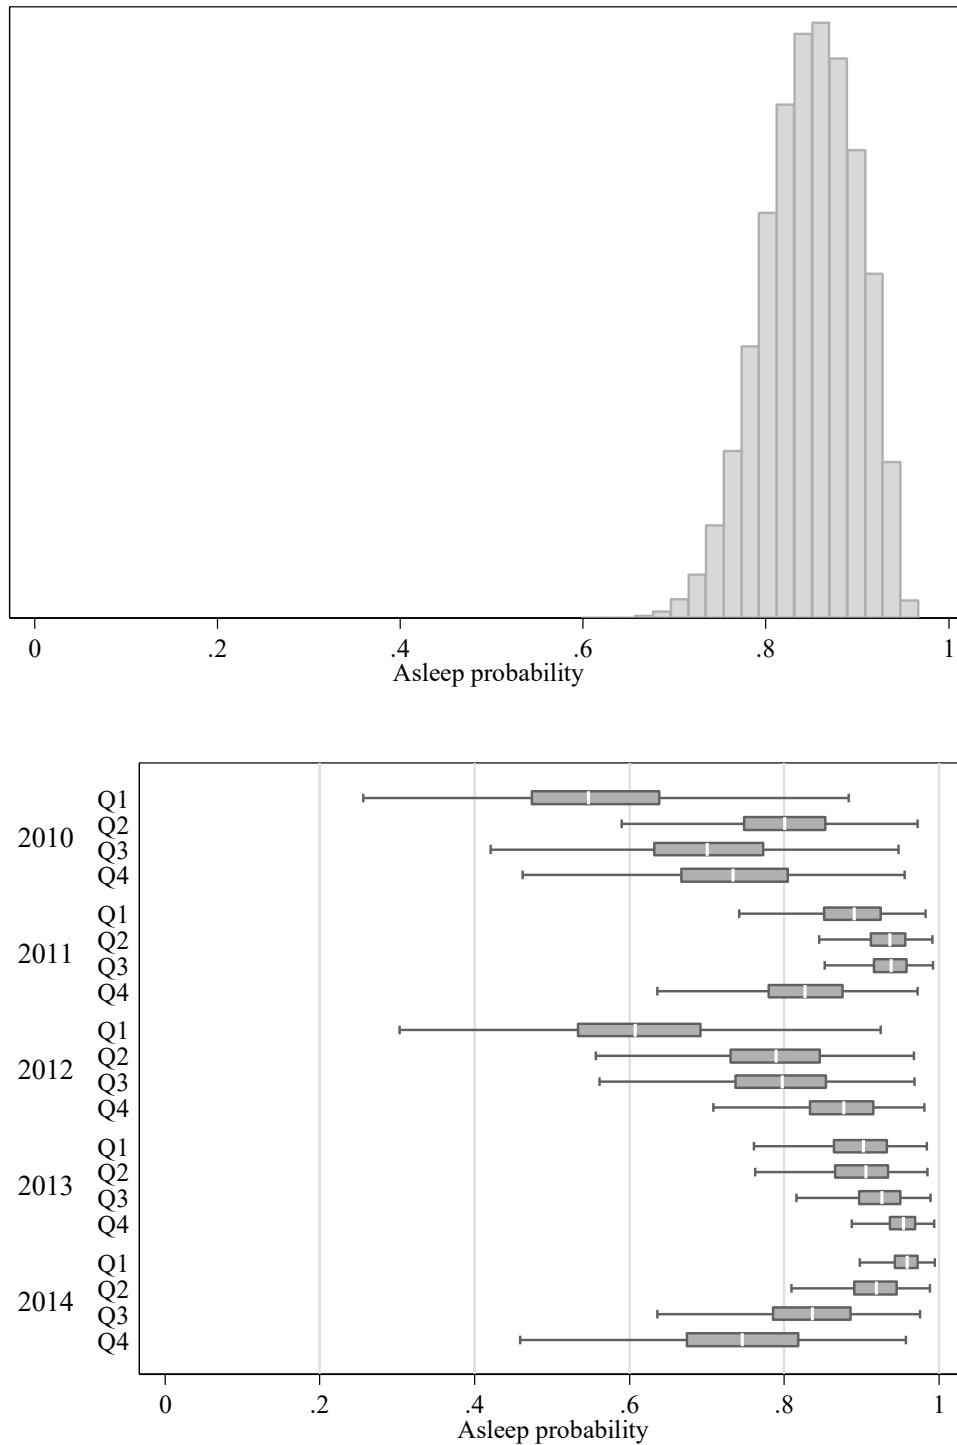 0 .2 .4 .6 .8 1
Asleep probability
2010
Q1
Q2
Q3
Q4
2011
Q1
Q2
Q3
Q4
2012
Q1
Q2
Q3
Q4
2013
Q1
Q2
Q3
Q4
2014
Q1
Q2
Q3
Q4
0 .2 .4 .6 .8 1
Asleep probability